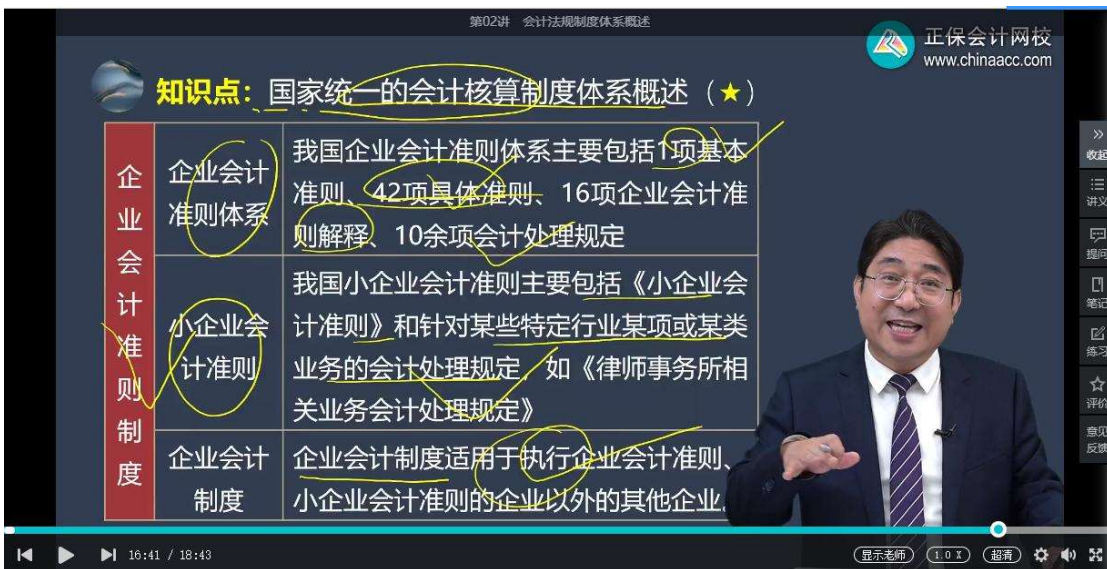 第02讲 会计法规制度体系概述
正保会计网校
www.chinaacc.com
知识点：国家统一的会计核算制度体系概述（★）
企业会计准则制度
企业会计
准则体系
我国企业会计准则体系主要包括1项基本
准则、42项具体准则、16项企业会计准
则解释、10余项会计处理规定
小企业会
计准则
我国小企业会计准则主要包括《小企业会
计准则》和针对某些特定行业某项或某类
业务的会计处理规定，如《律师事务所相
关业务会计处理规定》
企业会计
制度
企业会计制度适用于执行企业会计准则、
小企业会计准则的企业以外的其他企业。
收起
讲义
提问
笔记
练习
评价
意见
反馈
16:41 / 18:43
显示老师
1.0 X
超清